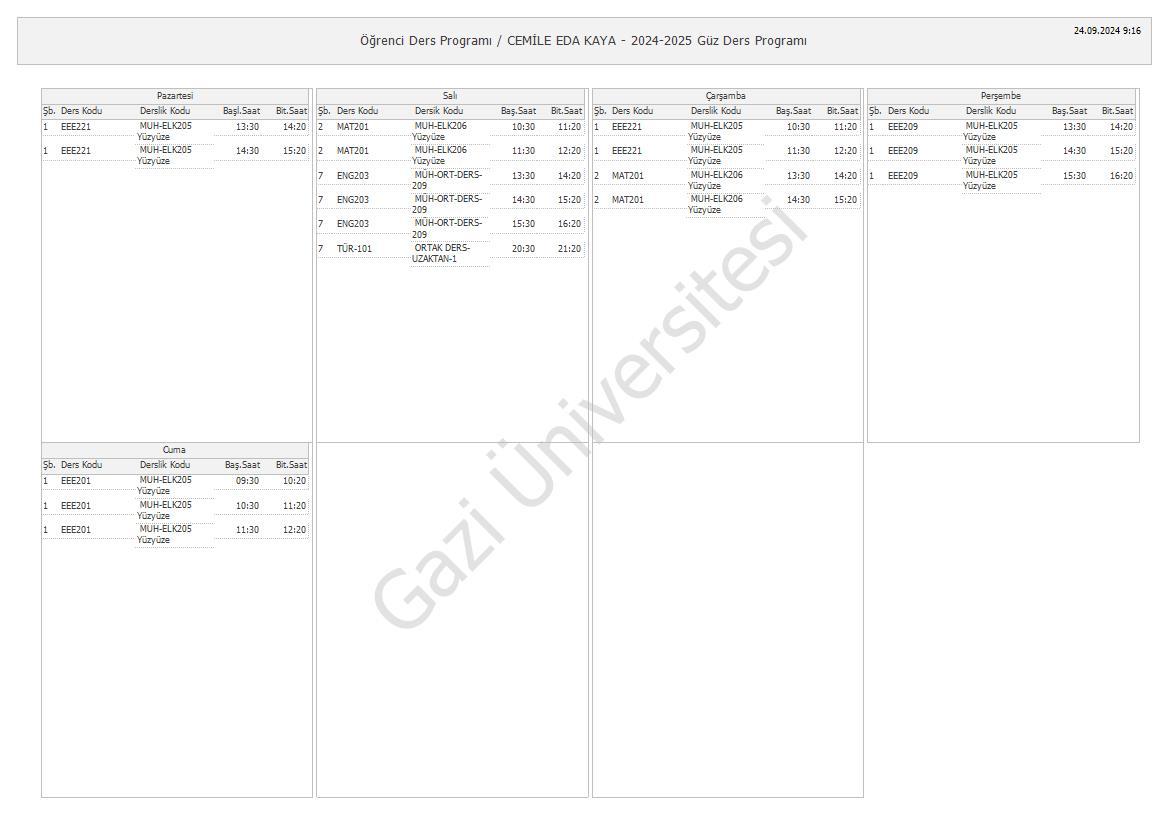 24.09.2024 9:16
Öğrenci Ders Programı / CEMİLE EDA KAYA - 2024-2025 Güz Ders Programı
Pazartesi
Şb. Ders Kodu Derslik Kodu Başl.Saat Bit.Saat
1 EEE221 MUH-ELK205 13:30 14:20
Yüzyüze
1 EEE221 MUH-ELK205 14:30 15:20
Yüzyüze
Salı
Şb. Ders Kodu Dersik Kodu Baş.Saat Bit.Saat
2 MAT201 MUH-ELK206 10:30 11:20
Yüzyüze
2 MAT201 MUH-ELK206 11:30 12:20
Yüzyüze
7 ENG203 MÜH-ORT-DERS- 13:30 14:20
209
7 ENG203 MÜH-ORT-DERS- 14:30 15:20
209
7 ENG203 MÜH-ORT-DERS- 15:30 16:20
209
7 TÜR-101 ORTAK DERS- 20:30 21:20
UZAKTAN-1
Çarşamba
Şb. Ders Kodu Derslik Kodu Baş.Saat Bit.Saat
1 EEE221 MUH-ELK205 10:30 11:20
Yüzyüze
1 EEE221 MUH-ELK205 11:30 12:20
Yüzyüze
2 MAT201 MUH-ELK206 13:30 14:20
Yüzyüze
2 MAT201 MUH-ELK206 14:30 15:20
Yüzyüze
Perşembe
Şb. Ders Kodu Derslik Kodu Baş.Saat Bit.Saat
1 EEE209 MUH-ELK205 13:30 14:20
Yüzyüze
1 EEE209 MUH-ELK205 14:30 15:20
Yüzyüze
1 EEE209 MUH-ELK205 15:30 16:20
Yüzyüze
Cuma
Şb. Ders Kodu Derslik Kodu Baş.Saat Bit.Saat
1 EEE201 MUH-ELK205 09:30 10:20
Yüzyüze
1 EEE201 MUH-ELK205 10:30 11:20
Yüzyüze
1 EEE201 MUH-ELK205 11:30 12:20
Yüzyüze
Gazi Üniversitesi